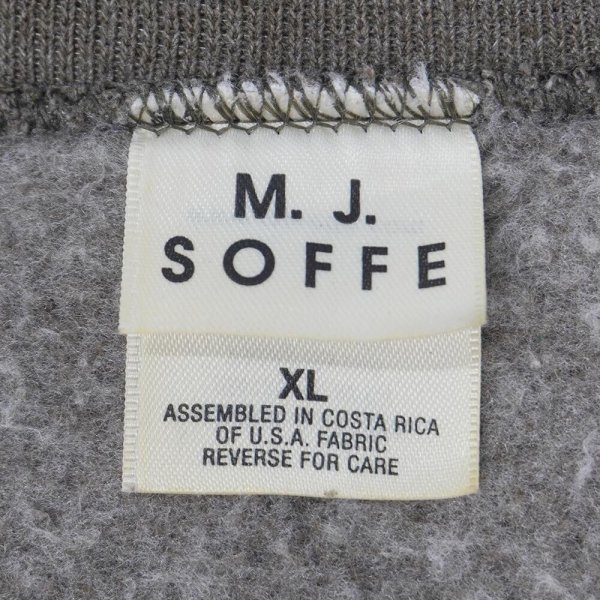 M. J.
SOFFE
XL
ASSEMBLED IN COSTA RICA
OF U.S.A. FABRIC
REVERSE FOR CARE